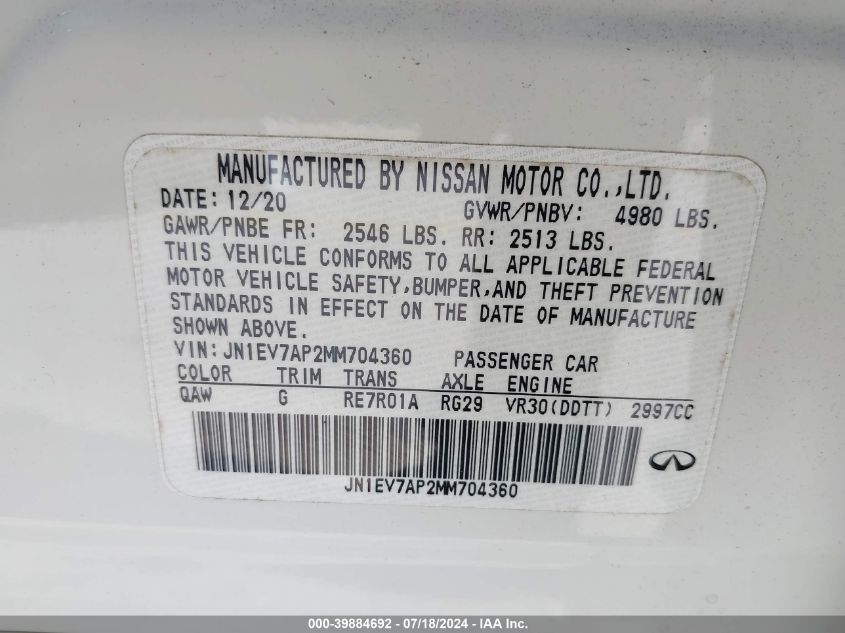 MANUFACTURED BY NISSAN MOTOR CO.,LTD.
DATE: 12/20 GVWR/PNBV: 4980 LBS.
GAWR/PNBE FR: 2546 LBS. RR: 2513 LBS.
THIS VEHICLE CONFORMS TO ALL APPLICABLE FEDERAL
MOTOR VEHICLE SAFETY,BUMPER,AND THEFT PREVENTION
STANDARDS IN EFFECT ON THE DATE OF MANUFACTURE
SHOWN ABOVE.
VIN: JN1EV7AP2MM704360 PASSENGER CAR
COLOR TRIM TRANS AXLE ENGINE
QAW G RE7R01A RG29 VR30(DDTT) 2997CC
JN1EV7AP2MM704360
000-39884692 - 07/18/2024 - IAAI.COM